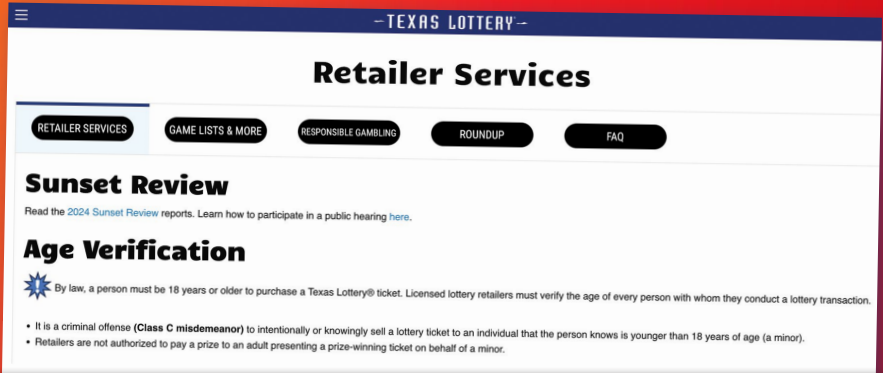 -TEXAS LOTTERY-
Retailer Services
RETAILER SERVICES GAME LISTS & MORE RESPONSIBLE GAMBLING ROUNDUP FAQ
Sunset Review
Read the 2024 Sunset Review reports. Learn how to participate in a public hearing here.
Age Verification
! By law, a person must be 18 years or older to purchase a Texas Lottery® ticket. Licensed lottery retailers must verify the age of every person with whom they conduct a lottery transaction.
• It is a criminal offense (Class C misdemeanor) to intentionally or knowingly sell a lottery ticket to an individual that the person knows is younger than 18 years of age (a minor).
• Retailers are not authorized to pay a prize to an adult presenting a prize-winning ticket on behalf of a minor.